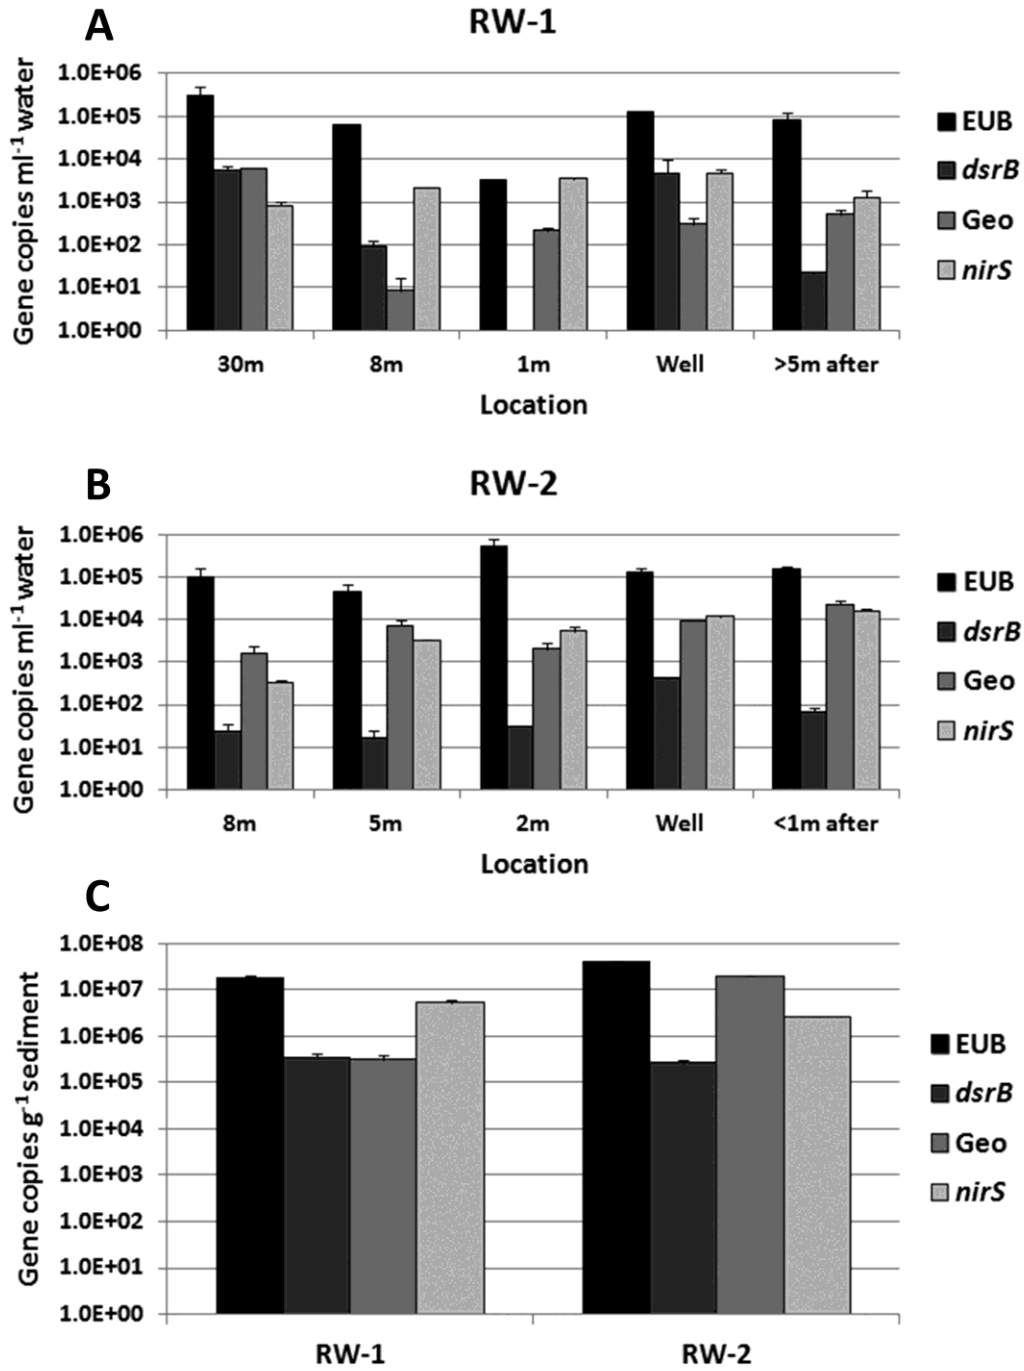 A
RW-1
Gene copies ml-1 water
1.0E+06
1.0E+05
1.0E+04
1.0E+03
1.0E+02
1.0E+01
1.0E+00
30m 8m 1m Well >5m after
Location
EUB
dsrB
Geo
nirS
B
RW-2
Gene copies ml-1 water
1.0E+06
1.0E+05
1.0E+04
1.0E+03
1.0E+02
1.0E+01
1.0E+00
8m 5m 2m Well <1m after
Location
EUB
dsrB
Geo
nirS
C
Gene copies g-1 sediment
1.0E+08
1.0E+07
1.0E+06
1.0E+05
1.0E+04
1.0E+03
1.0E+02
1.0E+01
1.0E+00
RW-1 RW-2
EUB
dsrB
Geo
nirS